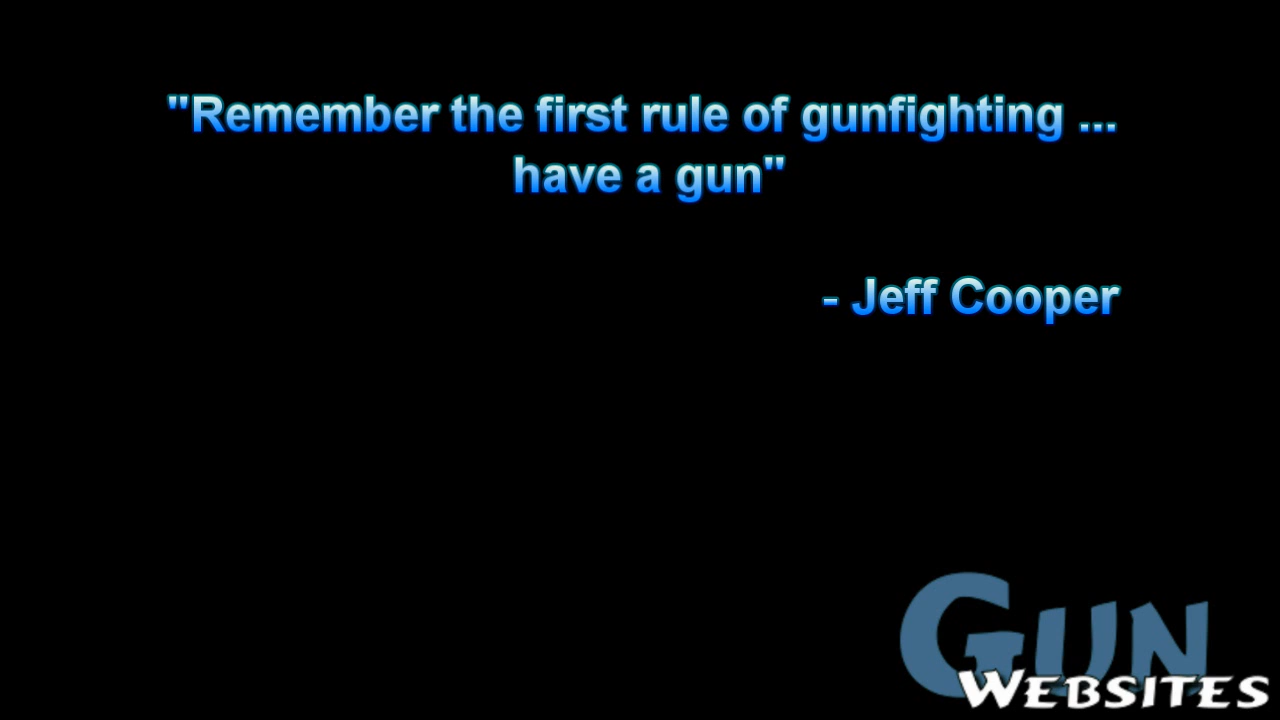 "Remember the first rule of gunfighting ...
have a gun"
- Jeff Cooper
GUN
WEBSITES